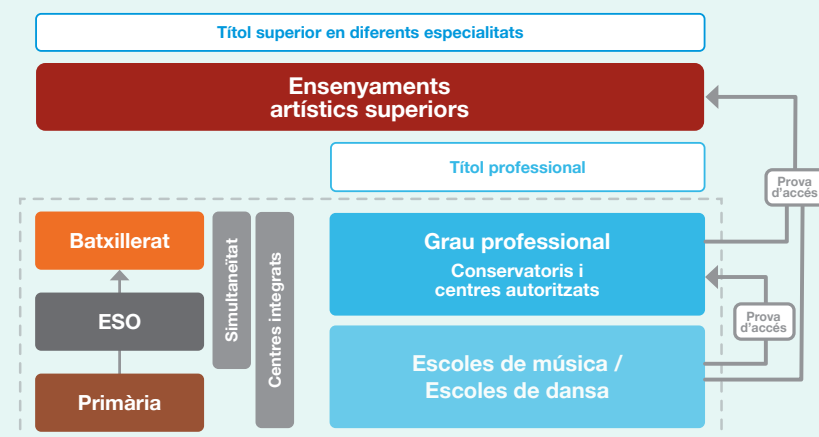 Títol superior en diferents especialitats
Ensenyaments
artístics superiors
Títol professional
Prova
d'accés
Batxillerat
Simultaneïtat
Centres integrats
Grau professional
Conservatoris i
centres autoritzats
ESO
Prova
d'accés
Primària
Escoles de música /
Escoles de dansa